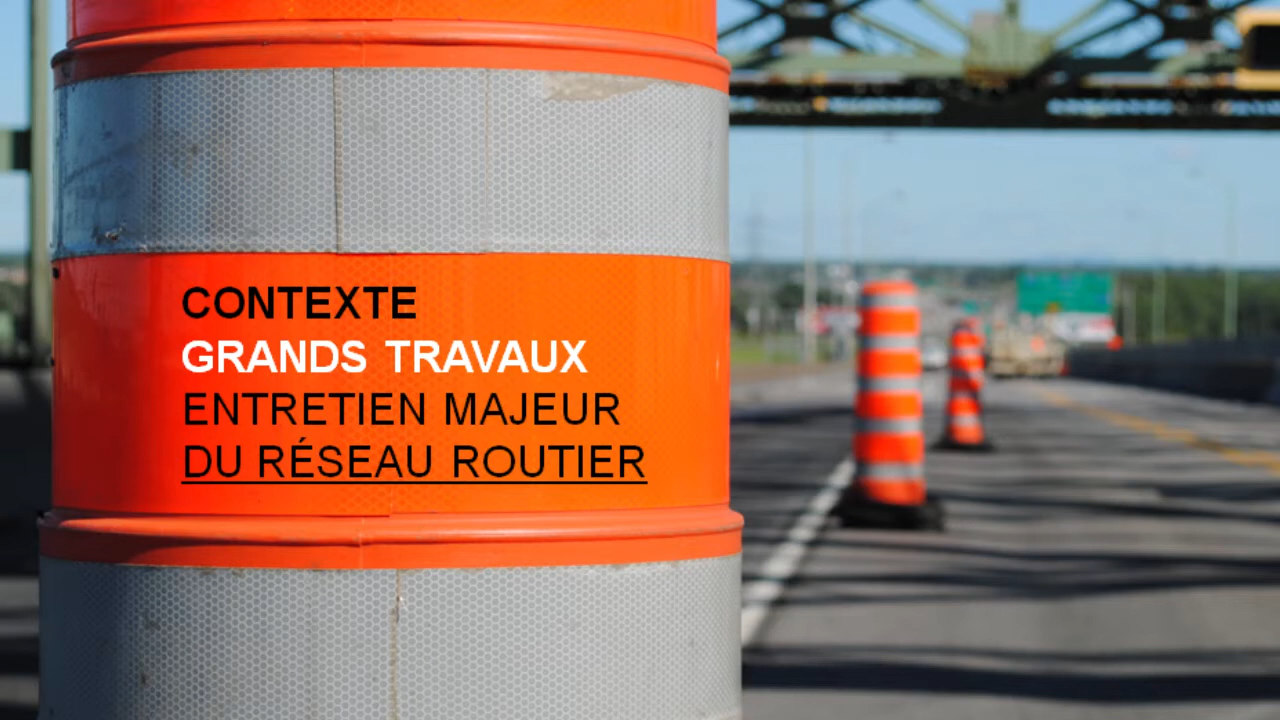 CONTEXTE
GRANDS TRAVAUX
ENTRETIEN MAJEUR
DU RÉSEAU ROUTIER